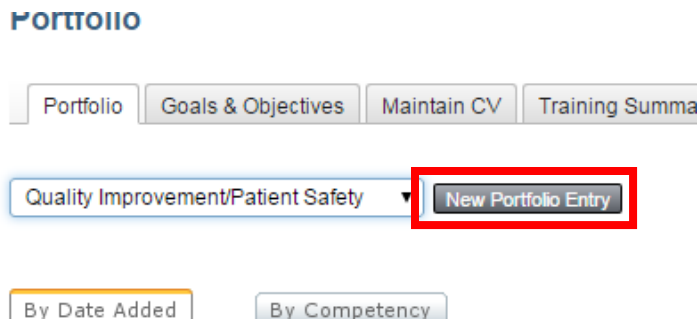 Portfolio
Portfolio Goals & Objectives Maintain CV Training Summa
Quality Improvement/Patient Safety New Portfolio Entry
By Date Added By Competency